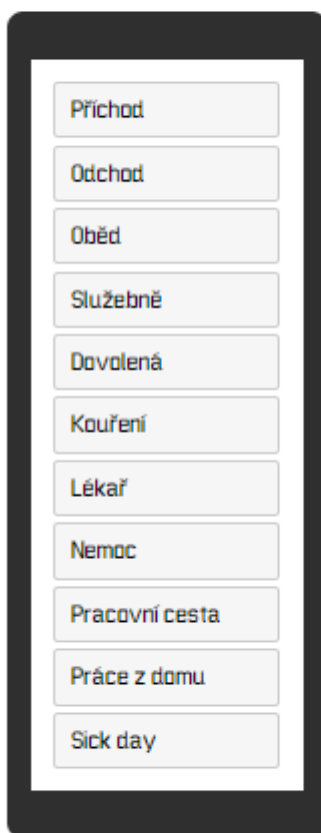 Příchod
Odchod
Oběd
Služebně
Dovolená
Kouření
Lékař
Nemoc
Pracovní cesta
Práce z domu
Sick day